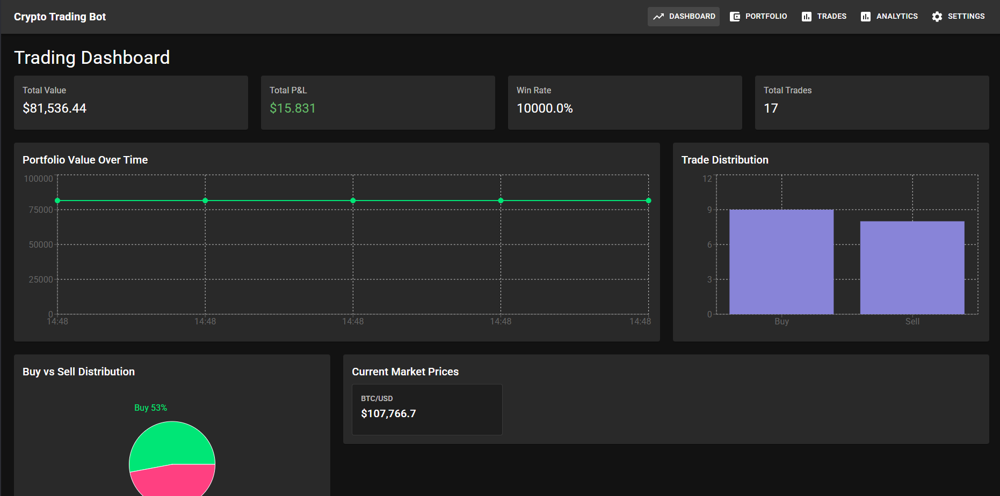 Crypto Trading Bot
DASHBOARD
PORTFOLIO
TRADES
ANALYTICS
SETTINGS
Trading Dashboard
Total Value
$81,536.44
Total P&L
$15.831
Win Rate
10000.0%
Total Trades
17
Portfolio Value Over Time
100000
75000
50000
25000
0
14:48
14:48
14:48
14:48
14:48
Trade Distribution
12
9
6
3
0
Buy
Sell
Buy vs Sell Distribution
Buy 53%
Current Market Prices
BTC/USD
$107,766.7